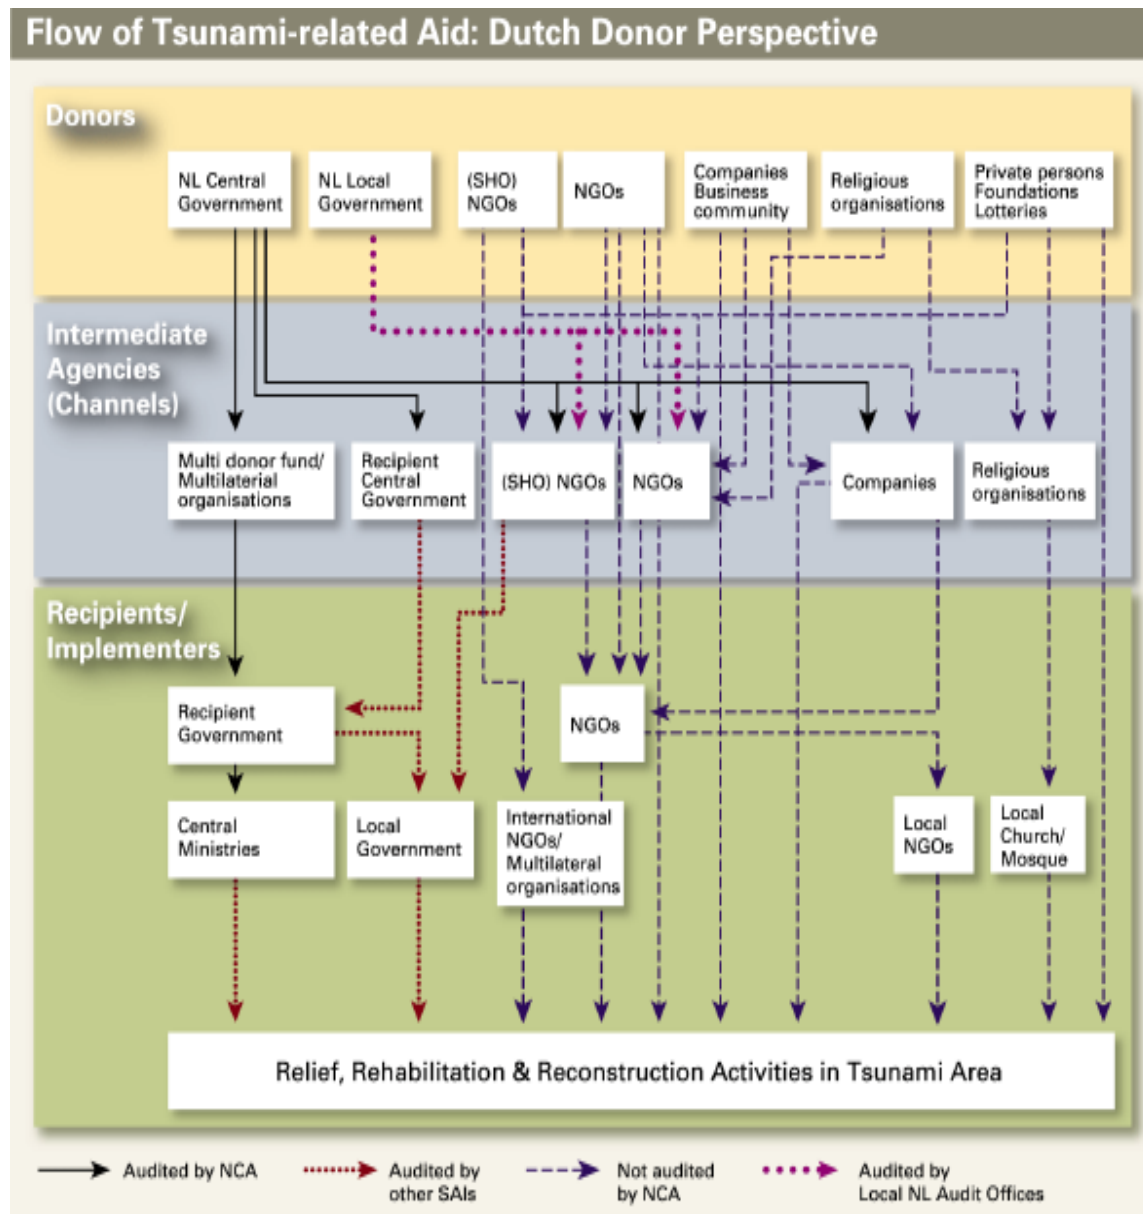 Flow of Tsunami-related Aid: Dutch Donor Perspective
Donors
NL Central
Government
NL Local
Government
(SHO)
NGOs
NGOs
Companies
Business
community
Religious
organisations
Private persons
Foundations
Lotteries
Intermediate
Agencies
(Channels)
Multi donor fund/
Multilaterial
organisations
Recipient
Central
Government
(SHO) NGOs
NGOs
Companies
Religious
organisations
Recipients/
Implementers
Recipient
Government
NGOs
Central
Ministries
Local
Government
International
NGOs/
Multilateral
organisations
Local
NGOs
Local
Church/
Mosque
Relief, Rehabilitation & Reconstruction Activities in Tsunami Area
Audited by NCA
Audited by
other SAIs
Not audited
by NCA
Audited by
Local NL Audit Offices